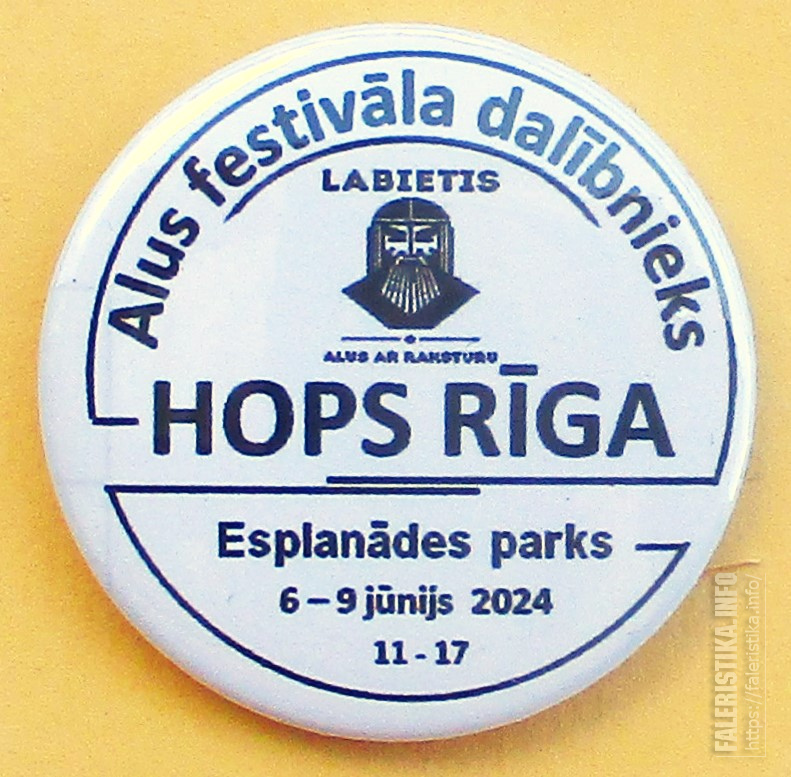 Alus festivāla dalībnieks
LABIETIS
ALUS AR RAKSTURU
HOPS RĪGA
Esplanādes parks
6 – 9 jūnijs 2024
11 - 17
FALERISTIKA.INFO
https://faleristika.info/